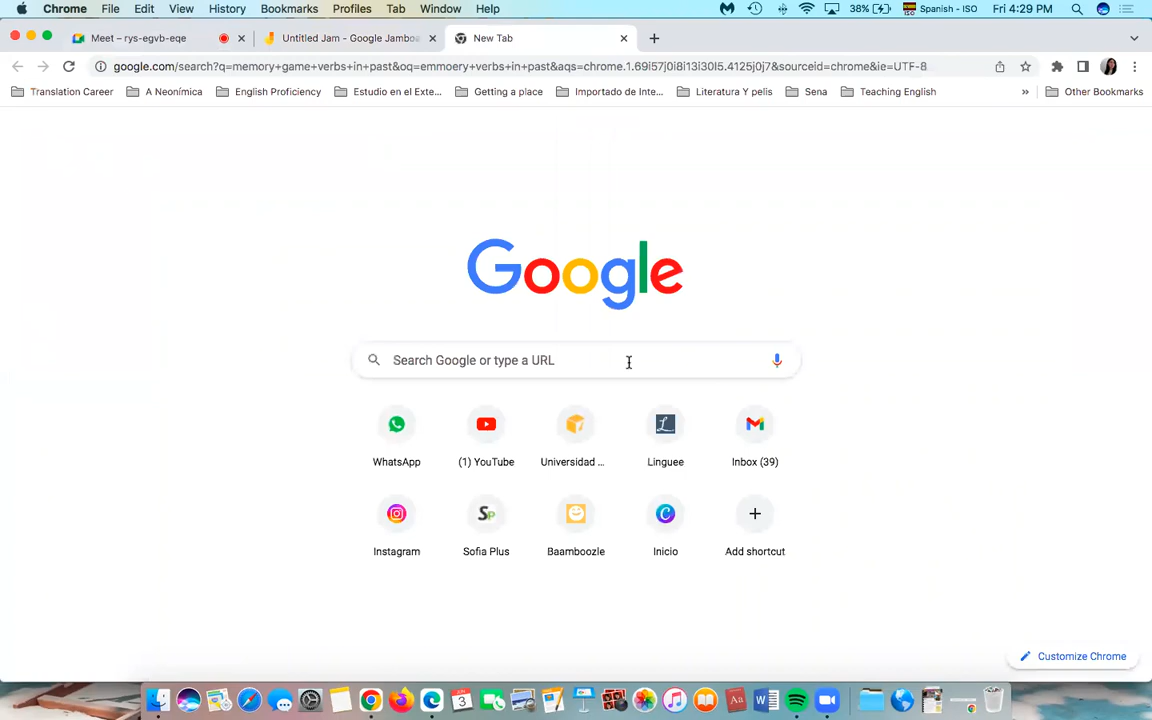 Chrome File Edit View History Bookmarks Profiles Tab Window Help 38% Spanish - ISO Fri 4:29 PM
Meet – rys-egvb-eqe Untitled Jam - Google Jamboa New Tab
google.com/search?q=memory+game+verbs+in+past&oq=emmoery+verbs+in+past&aqs=chrome.1.69i57j0i8i13i30l5.4125j0j7&sourceid=chrome&ie=UTF-8
Translation Career A Neonímica English Proficiency Estudio en el Exte... Getting a place Importado de Inte... Literatura Y pelis Sena Teaching English » Other Bookmarks
Google
Search Google or type a URL
WhatsApp (1) YouTube Universidad ... Linguee Inbox (39)
Instagram Sofia Plus Baamboozle Inicio Add shortcut
Customize Chrome